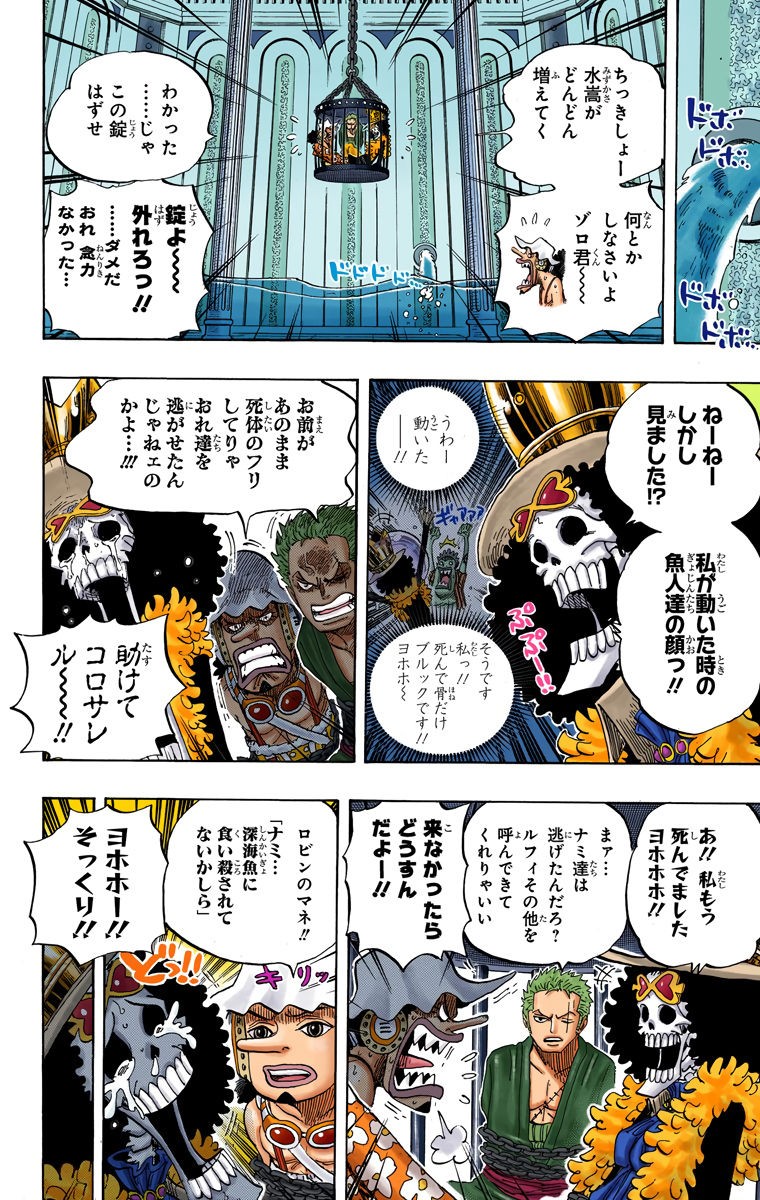 ドボ
ドボ…
ドボ
ドボ…
ちっきしょー
水嵩が
どんどん
増えてく
何とか
しなさいよ
ゾロ君〜〜
ドドドド…
わかった
……じゃ
この錠
はずせ
錠よ〜〜〜
外れろっ!!
……ダメだ
おれ 念力
なかった…
ねーねー
しかし
見ました!?
私が動いた時の
魚人達の顔っ!!
ぷぷーっ!!
うわー
動いた
ー!!
ギャアアア
そうです
私っ!!
死んで骨だけ
ブルックです!!
ヨホホ〜
お前が
あのまま
死体のフリ
してりゃ
おれ達を
逃がせたん
じゃねェの
かよ…!!!
助けて
コロサレ
ル〜〜!!
あ!! 私もう
死んでました
ヨホホホ!!
まァ…
ナミ達は
逃げたんだろ?
ルフィその他を
呼んできて
くれりゃいい
来なかったら
どうすん
だよー!!
ロビンのマネ!!
「ナミ…
深海魚に
食い殺されて
ないかしら」
キリッ…
ヨホホー!!
そっくり!!
どっ!!